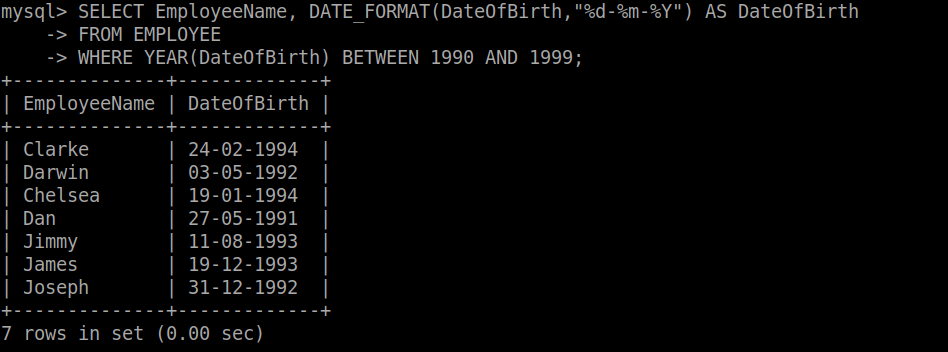 mysql> SELECT EmployeeName, DATE_FORMAT(DateOfBirth,"%d-%m-%Y") AS DateOfBirth
    -> FROM EMPLOYEE
    -> WHERE YEAR(DateOfBirth) BETWEEN 1990 AND 1999;
+--------------+-------------+
| EmployeeName | DateOfBirth |
+--------------+-------------+
| Clarke       | 24-02-1994  |
| Darwin       | 03-05-1992  |
| Chelsea      | 19-01-1994  |
| Dan          | 27-05-1991  |
| Jimmy        | 11-08-1993  |
| James        | 19-12-1993  |
| Joseph       | 31-12-1992  |
+--------------+-------------+
7 rows in set (0.00 sec)